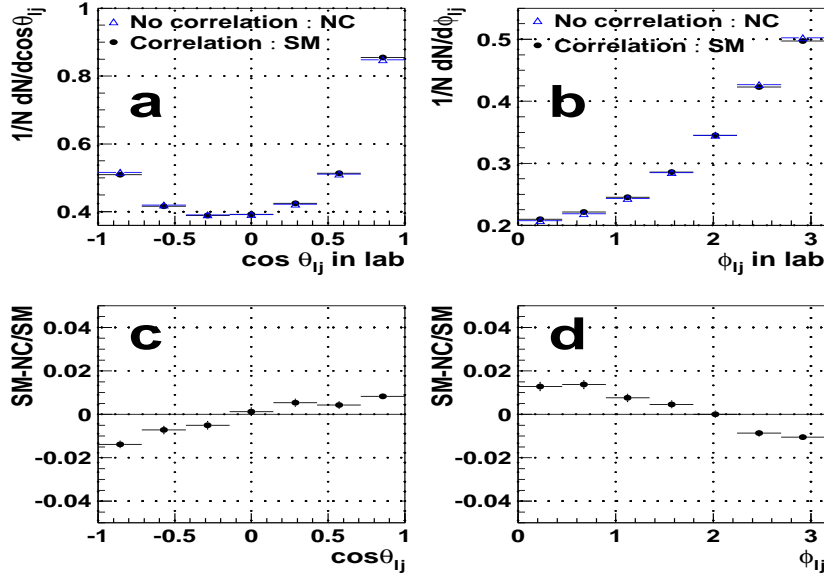 1/N dN/dcosθlj
△ No correlation : NC
● Correlation : SM
a
1
0.8
0.6
0.4
-1 -0.5 0 0.5 1
cos θlj in lab
1/N dN/dϕlj
△ No correlation : NC
● Correlation : SM
b
0.5
0.4
0.3
0.2
0 1 2 3
ϕlj in lab
SM-NC/SM
c
0.04
0.02
0
-0.02
-0.04
-1 -0.5 0 0.5 1
cosθlj
SM-NC/SM
d
0.04
0.02
0
-0.02
-0.04
0 1 2 3
ϕlj